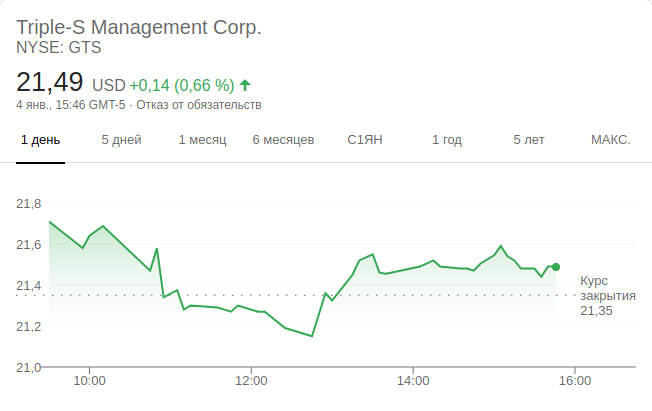 Triple-S Management Corp.
NYSE: GTS
21,49 USD +0,14 (0,66 %)
4 янв., 15:46 GMT-5 · Отказ от обязательств
1 день 5 дней 1 месяц 6 месяцев С1ЯН 1 год 5 лет МАКС.
21,8
21,6
21,4
21,2
21,0
Курс
закрытия
21,35
10:00 12:00 14:00 16:00